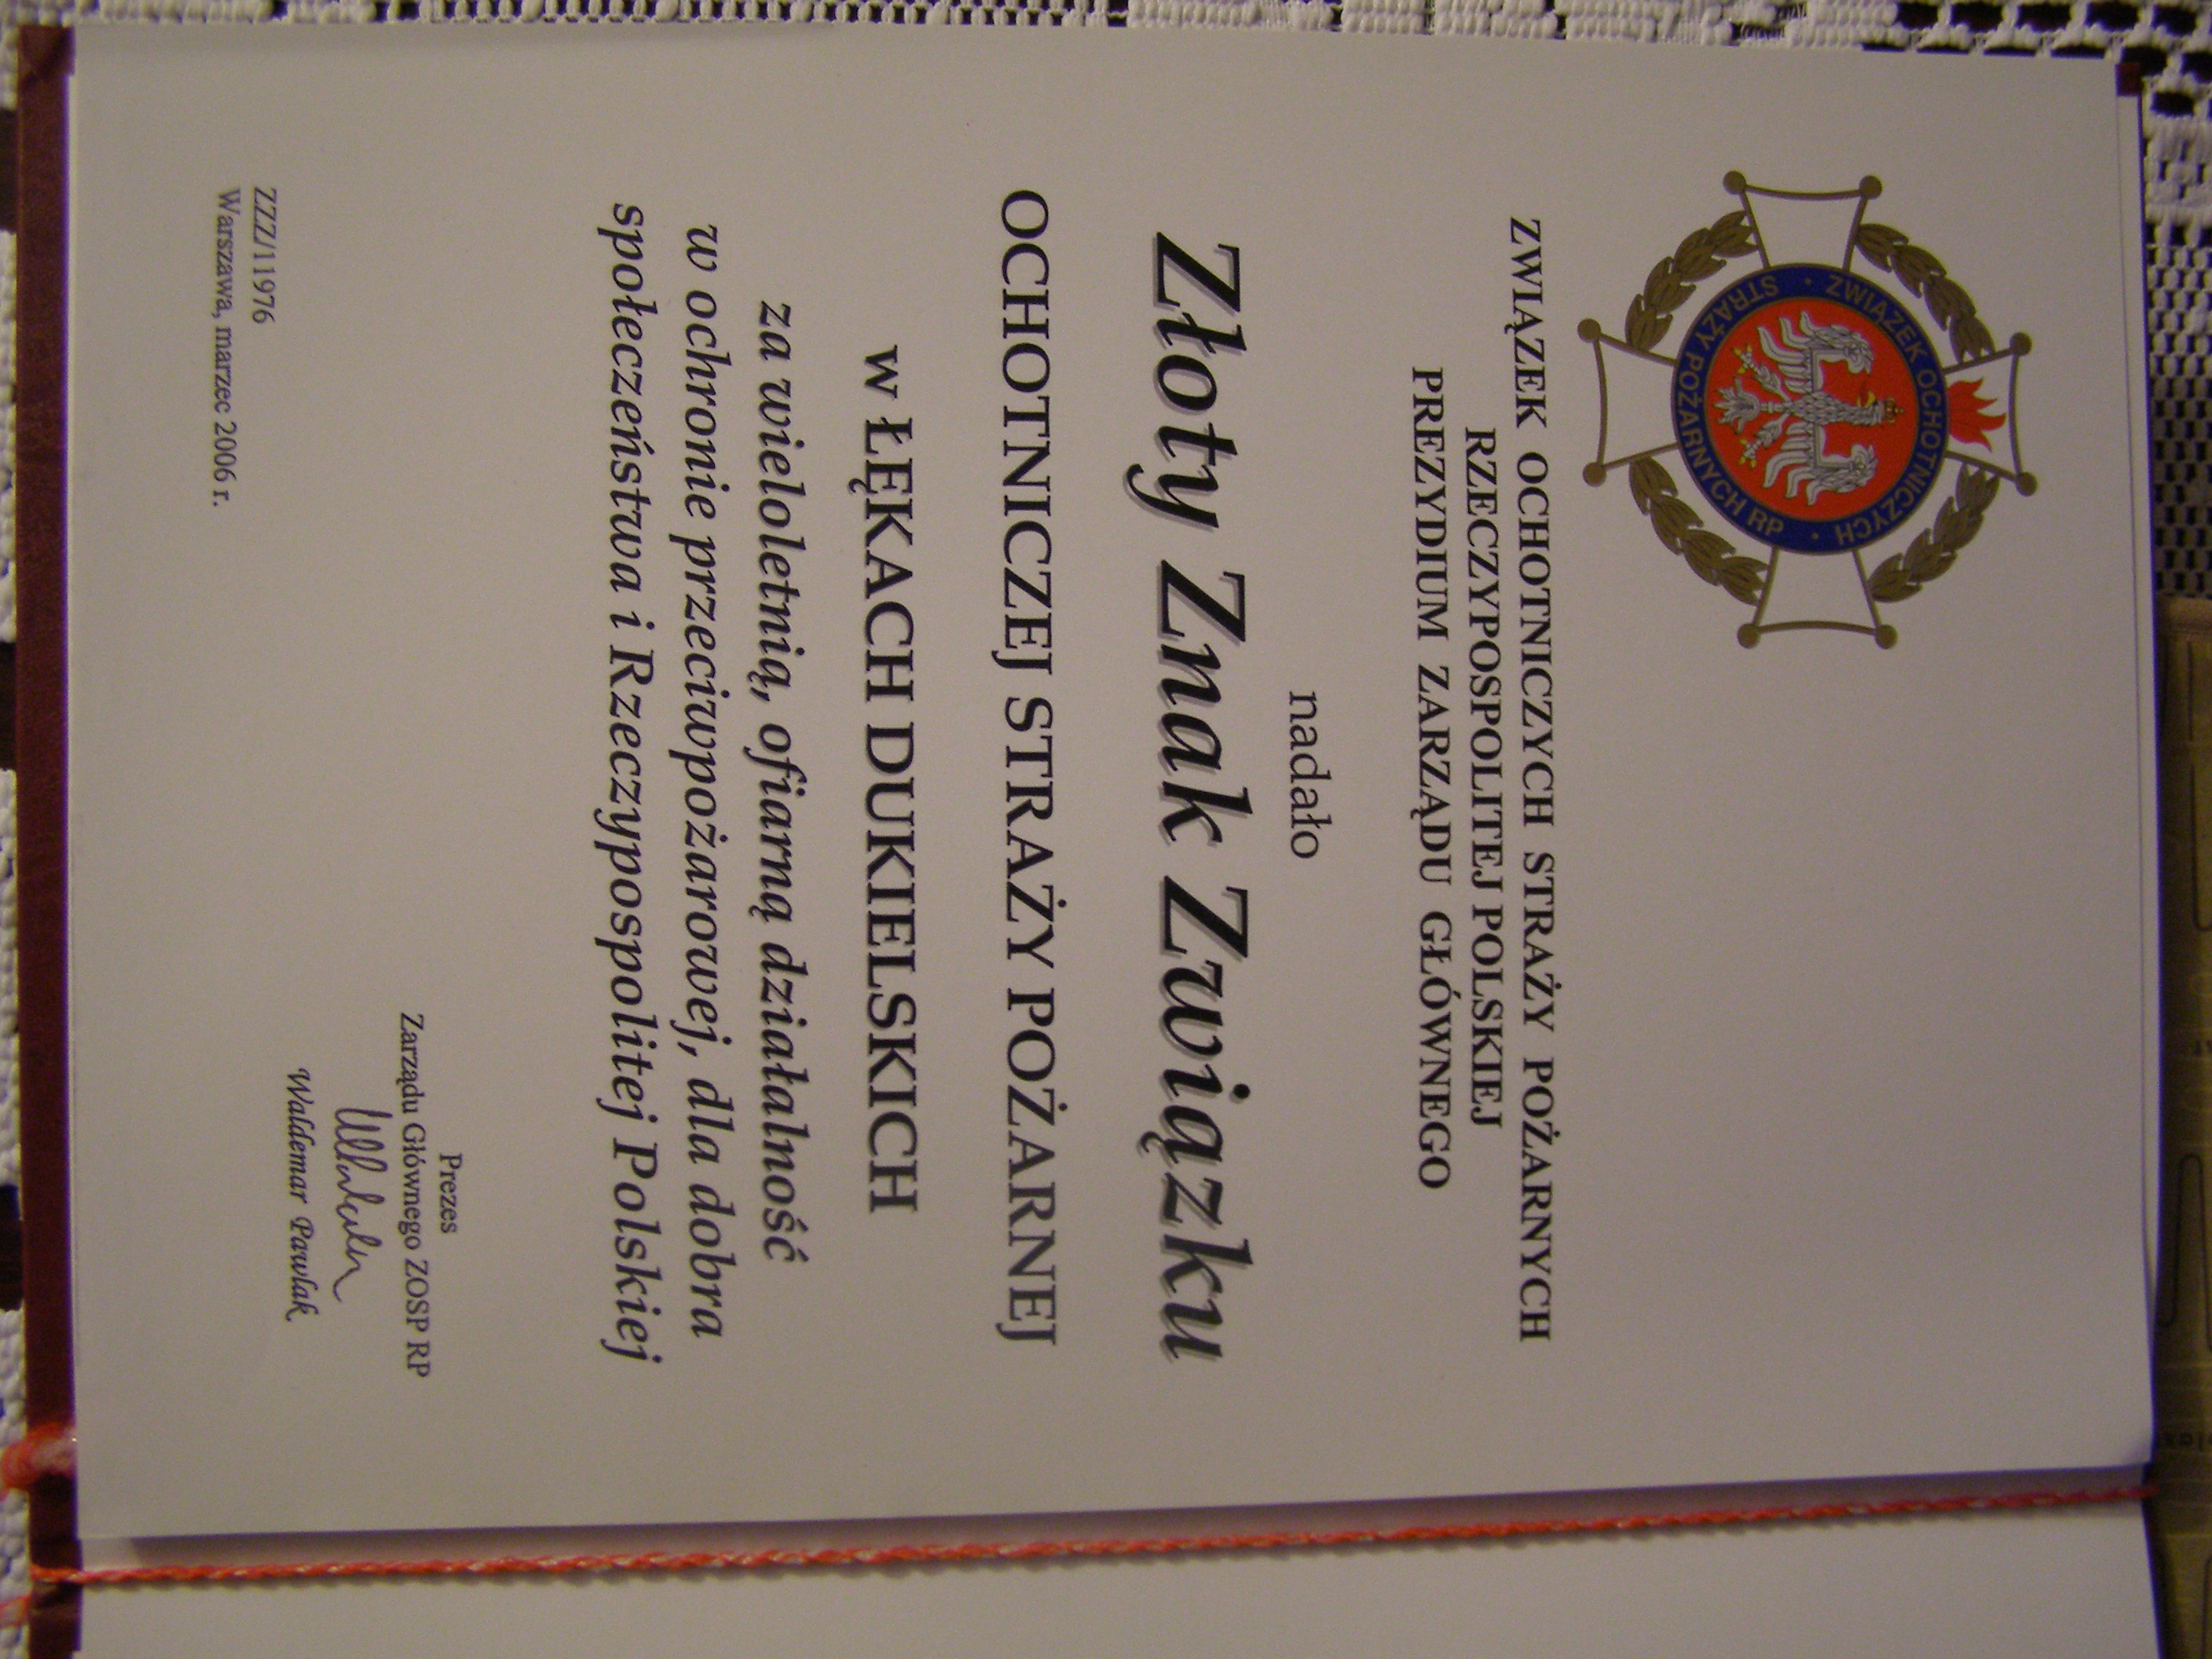 ZWIĄZEK OCHOTNICZYCH
STRAŻY POŻARNYCH RP
ZWIĄZEK OCHOTNICZYCH STRAŻY POŻARNYCH
RZECZYPOSPOLITEJ POLSKIEJ
PREZYDIUM ZARZĄDU GŁÓWNEGO
nadało
Złoty Znak Związku
OCHOTNICZEJ STRAŻY POŻARNEJ
w ŁĘKACH DUKIELSKICH
za wieloletnią, ofiarną działalność
w ochronie przeciwpożarowej, dla dobra
społeczeństwa i Rzeczypospolitej Polskiej
Prezes
Zarządu Głównego ZOSP RP
Waldemar Pawlak
ZZZ/11976
Warszawa, marzec 2006 r.